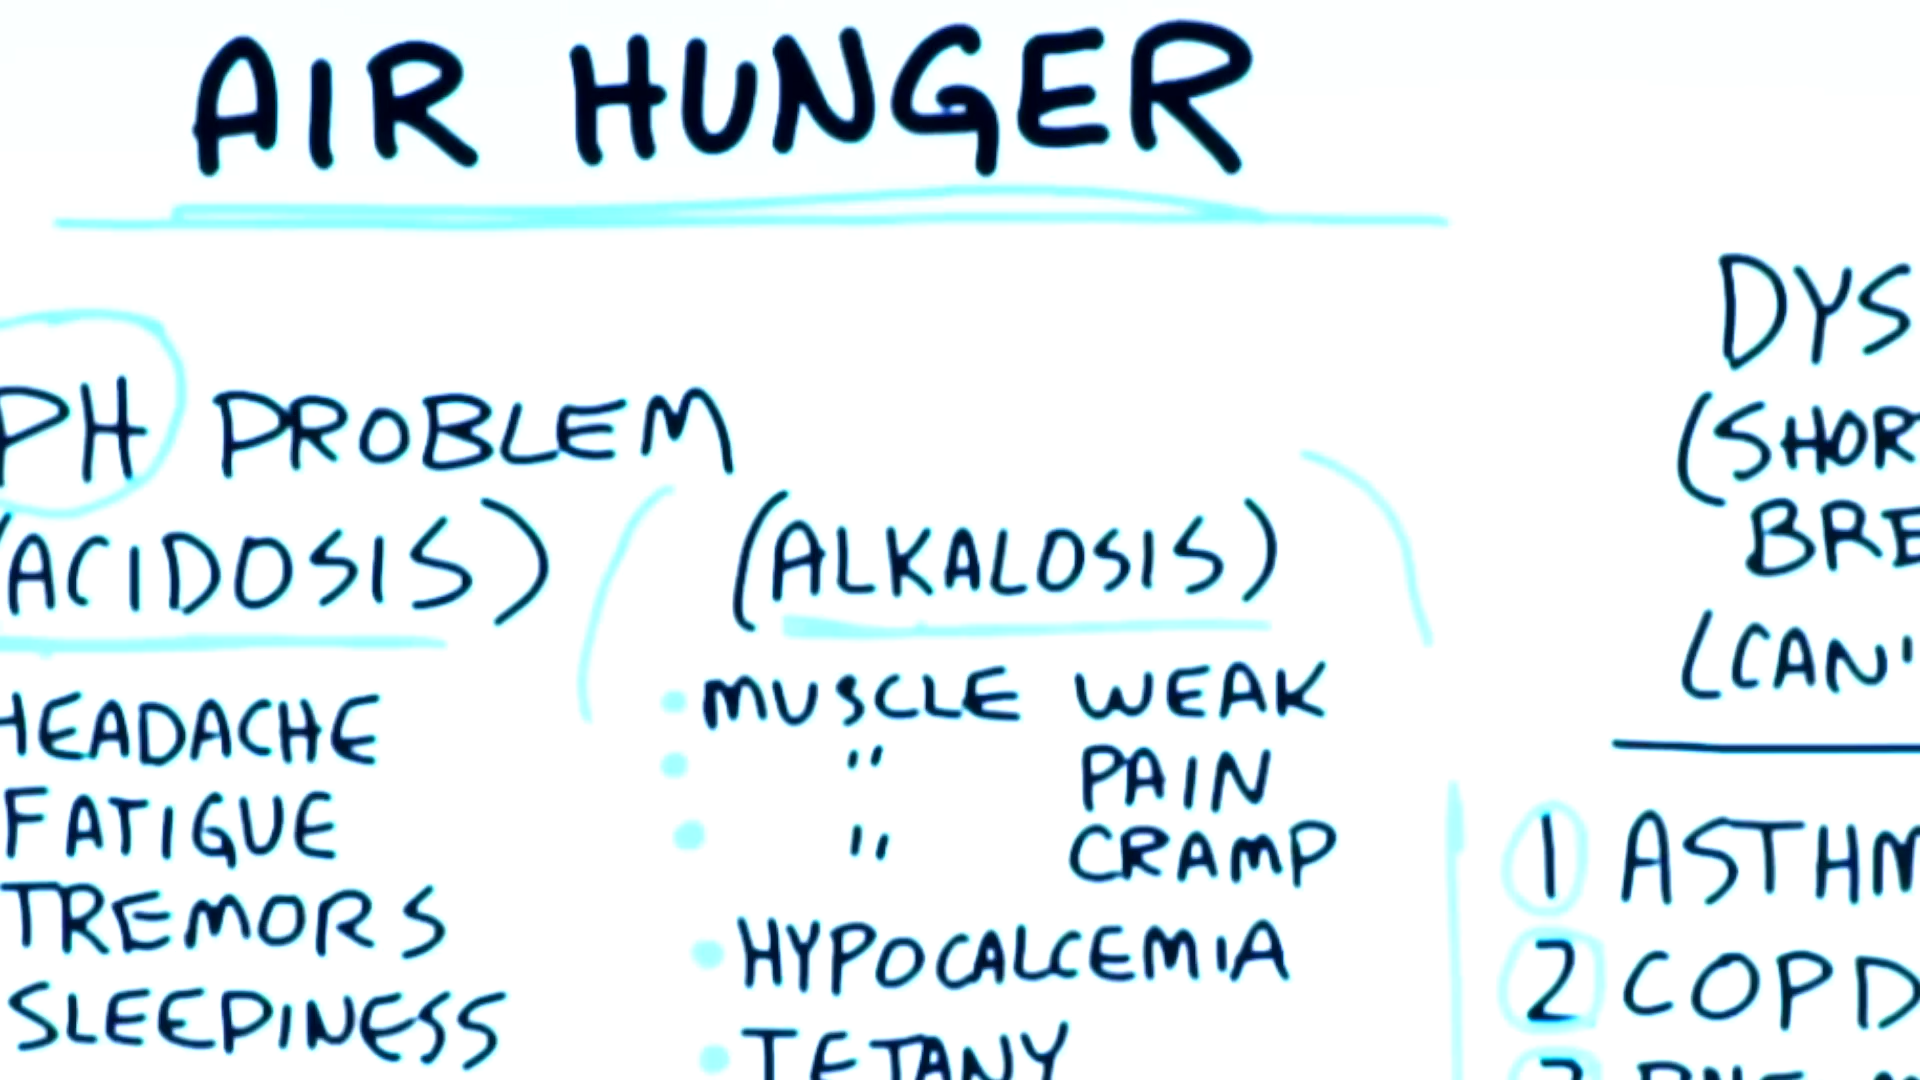 AIR HUNGER
PH PROBLEM
(ACIDOSIS)
HEADACHE
FATIGUE
TREMORS
SLEEPINESS
(ALKALOSIS)
MUSCLE WEAK
" PAIN
" CRAMP
HYPOCALCEMIA
TETANY
DYS
(SHOR
BRE
(CAN'
1 ASTHM
2 COPD